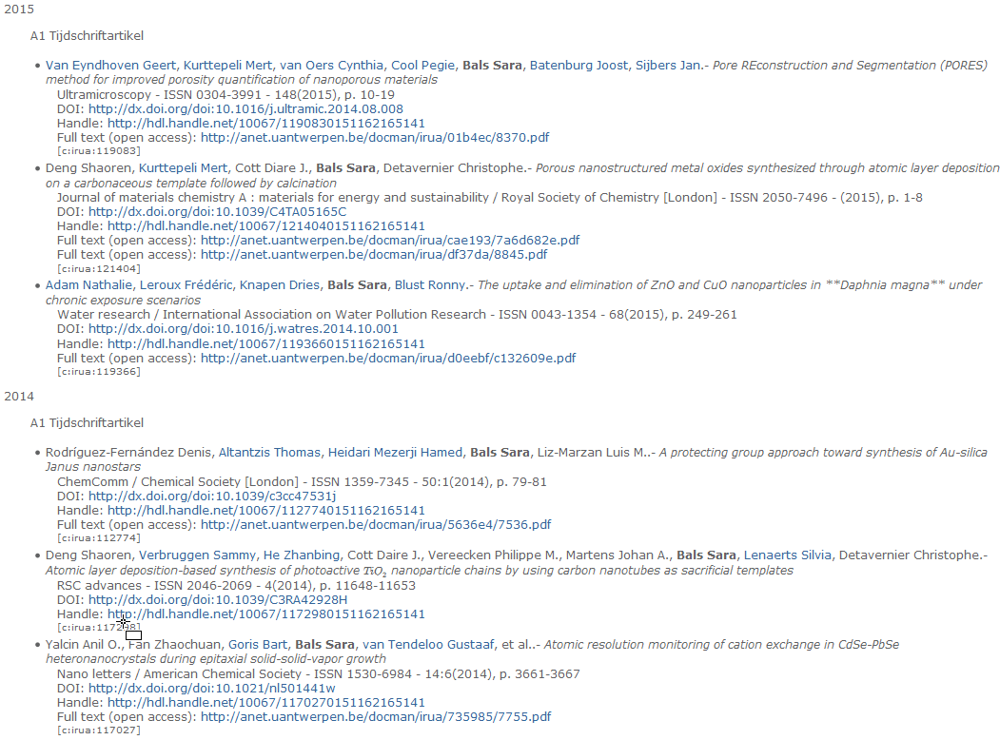 2015
A1 Tijdschriftartikel
• Van Eyndhoven Geert, Kurttepeli Mert, van Oers Cynthia, Cool Pegie, Bals Sara, Batenburg Joost, Sijbers Jan.- Pore REconstruction and Segmentation (PORES)
method for improved porosity quantification of nanoporous materials
Ultramicroscopy - ISSN 0304-3991 - 148(2015), p. 10-19
DOI: http://dx.doi.org/doi:10.1016/j.ultramic.2014.08.008
Handle: http://hdl.handle.net/10067/1190830151162165141
Full text (open access): http://anet.uantwerpen.be/docman/irua/01b4ec/8370.pdf
[c:irua:119083]
• Deng Shaoren, Kurttepeli Mert, Cott Diare J., Bals Sara, Detavernier Christophe.- Porous nanostructured metal oxides synthesized through atomic layer deposition
on a carbonaceous template followed by calcination
Journal of materials chemistry A : materials for energy and sustainability / Royal Society of Chemistry [London] - ISSN 2050-7496 - (2015), p. 1-8
DOI: http://dx.doi.org/doi:10.1039/C4TA05165C
Handle: http://hdl.handle.net/10067/1214040151162165141
Full text (open access): http://anet.uantwerpen.be/docman/irua/cae193/7a6d682e.pdf
Full text (open access): http://anet.uantwerpen.be/docman/irua/df37da/8845.pdf
[c:irua:121404]
• Adam Nathalie, Leroux Frédéric, Knapen Dries, Bals Sara, Blust Ronny.- The uptake and elimination of ZnO and CuO nanoparticles in **Daphnia magna** under
chronic exposure scenarios
Water research / International Association on Water Pollution Research - ISSN 0043-1354 - 68(2015), p. 249-261
DOI: http://dx.doi.org/doi:10.1016/j.watres.2014.10.001
Handle: http://hdl.handle.net/10067/1193660151162165141
Full text (open access): http://anet.uantwerpen.be/docman/irua/d0eebf/c132609e.pdf
[c:irua:119366]
2014
A1 Tijdschriftartikel
• Rodríguez-Fernández Denis, Altantzis Thomas, Heidari Mezerji Hamed, Bals Sara, Liz-Marzan Luis M..- A protecting group approach toward synthesis of Au-silica
Janus nanostars
ChemComm / Chemical Society [London] - ISSN 1359-7345 - 50:1(2014), p. 79-81
DOI: http://dx.doi.org/doi:10.1039/c3cc47531j
Handle: http://hdl.handle.net/10067/1127740151162165141
Full text (open access): http://anet.uantwerpen.be/docman/irua/5636e4/7536.pdf
[c:irua:112774]
• Deng Shaoren, Verbruggen Sammy, He Zhanbing, Cott Daire J., Vereecken Philippe M., Martens Johan A., Bals Sara, Lenaerts Silvia, Detavernier Christophe.-
Atomic layer deposition-based synthesis of photoactive TiO₂ nanoparticle chains by using carbon nanotubes as sacrificial templates
RSC advances - ISSN 2046-2069 - 4(2014), p. 11648-11653
DOI: http://dx.doi.org/doi:10.1039/C3RA42928H
Handle: http://hdl.handle.net/10067/1172980151162165141
[c:irua:117298]
• Yalcin Anil O., Fan Zhaochuan, Goris Bart, Bals Sara, van Tendeloo Gustaaf, et al..- Atomic resolution monitoring of cation exchange in CdSe-PbSe
heteronanocrystals during epitaxial solid-solid-vapor growth
Nano letters / American Chemical Society - ISSN 1530-6984 - 14:6(2014), p. 3661-3667
DOI: http://dx.doi.org/doi:10.1021/nl501441w
Handle: http://hdl.handle.net/10067/1170270151162165141
Full text (open access): http://anet.uantwerpen.be/docman/irua/735985/7755.pdf
[c:irua:117027]